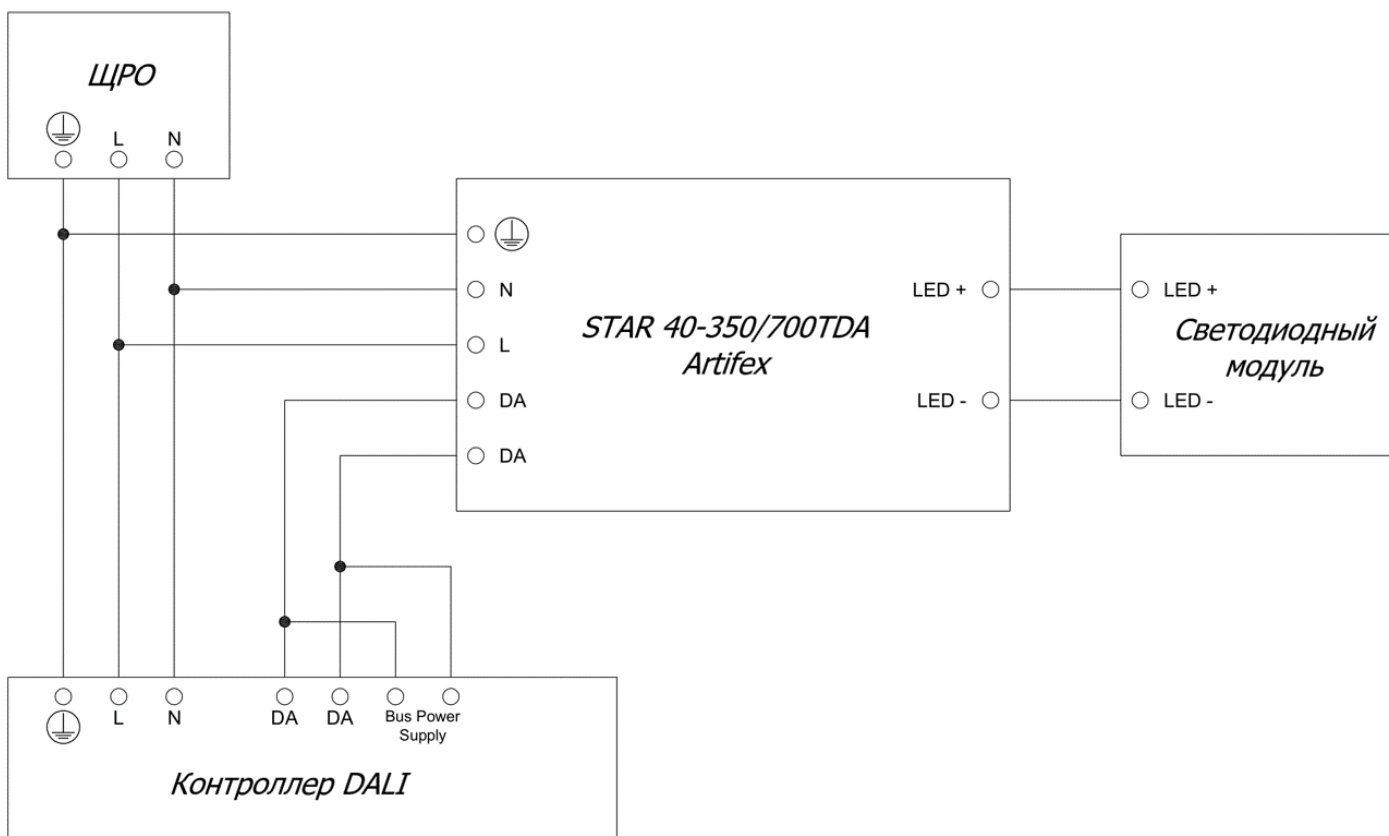 ЩРО
L N
N
L
DA
DA
STAR 40-350/700TDA
Artifex
LED +
LED -
LED +
LED -
Светодиодный
модуль
L N DA DA Bus Power
Supply
Контроллер DALI